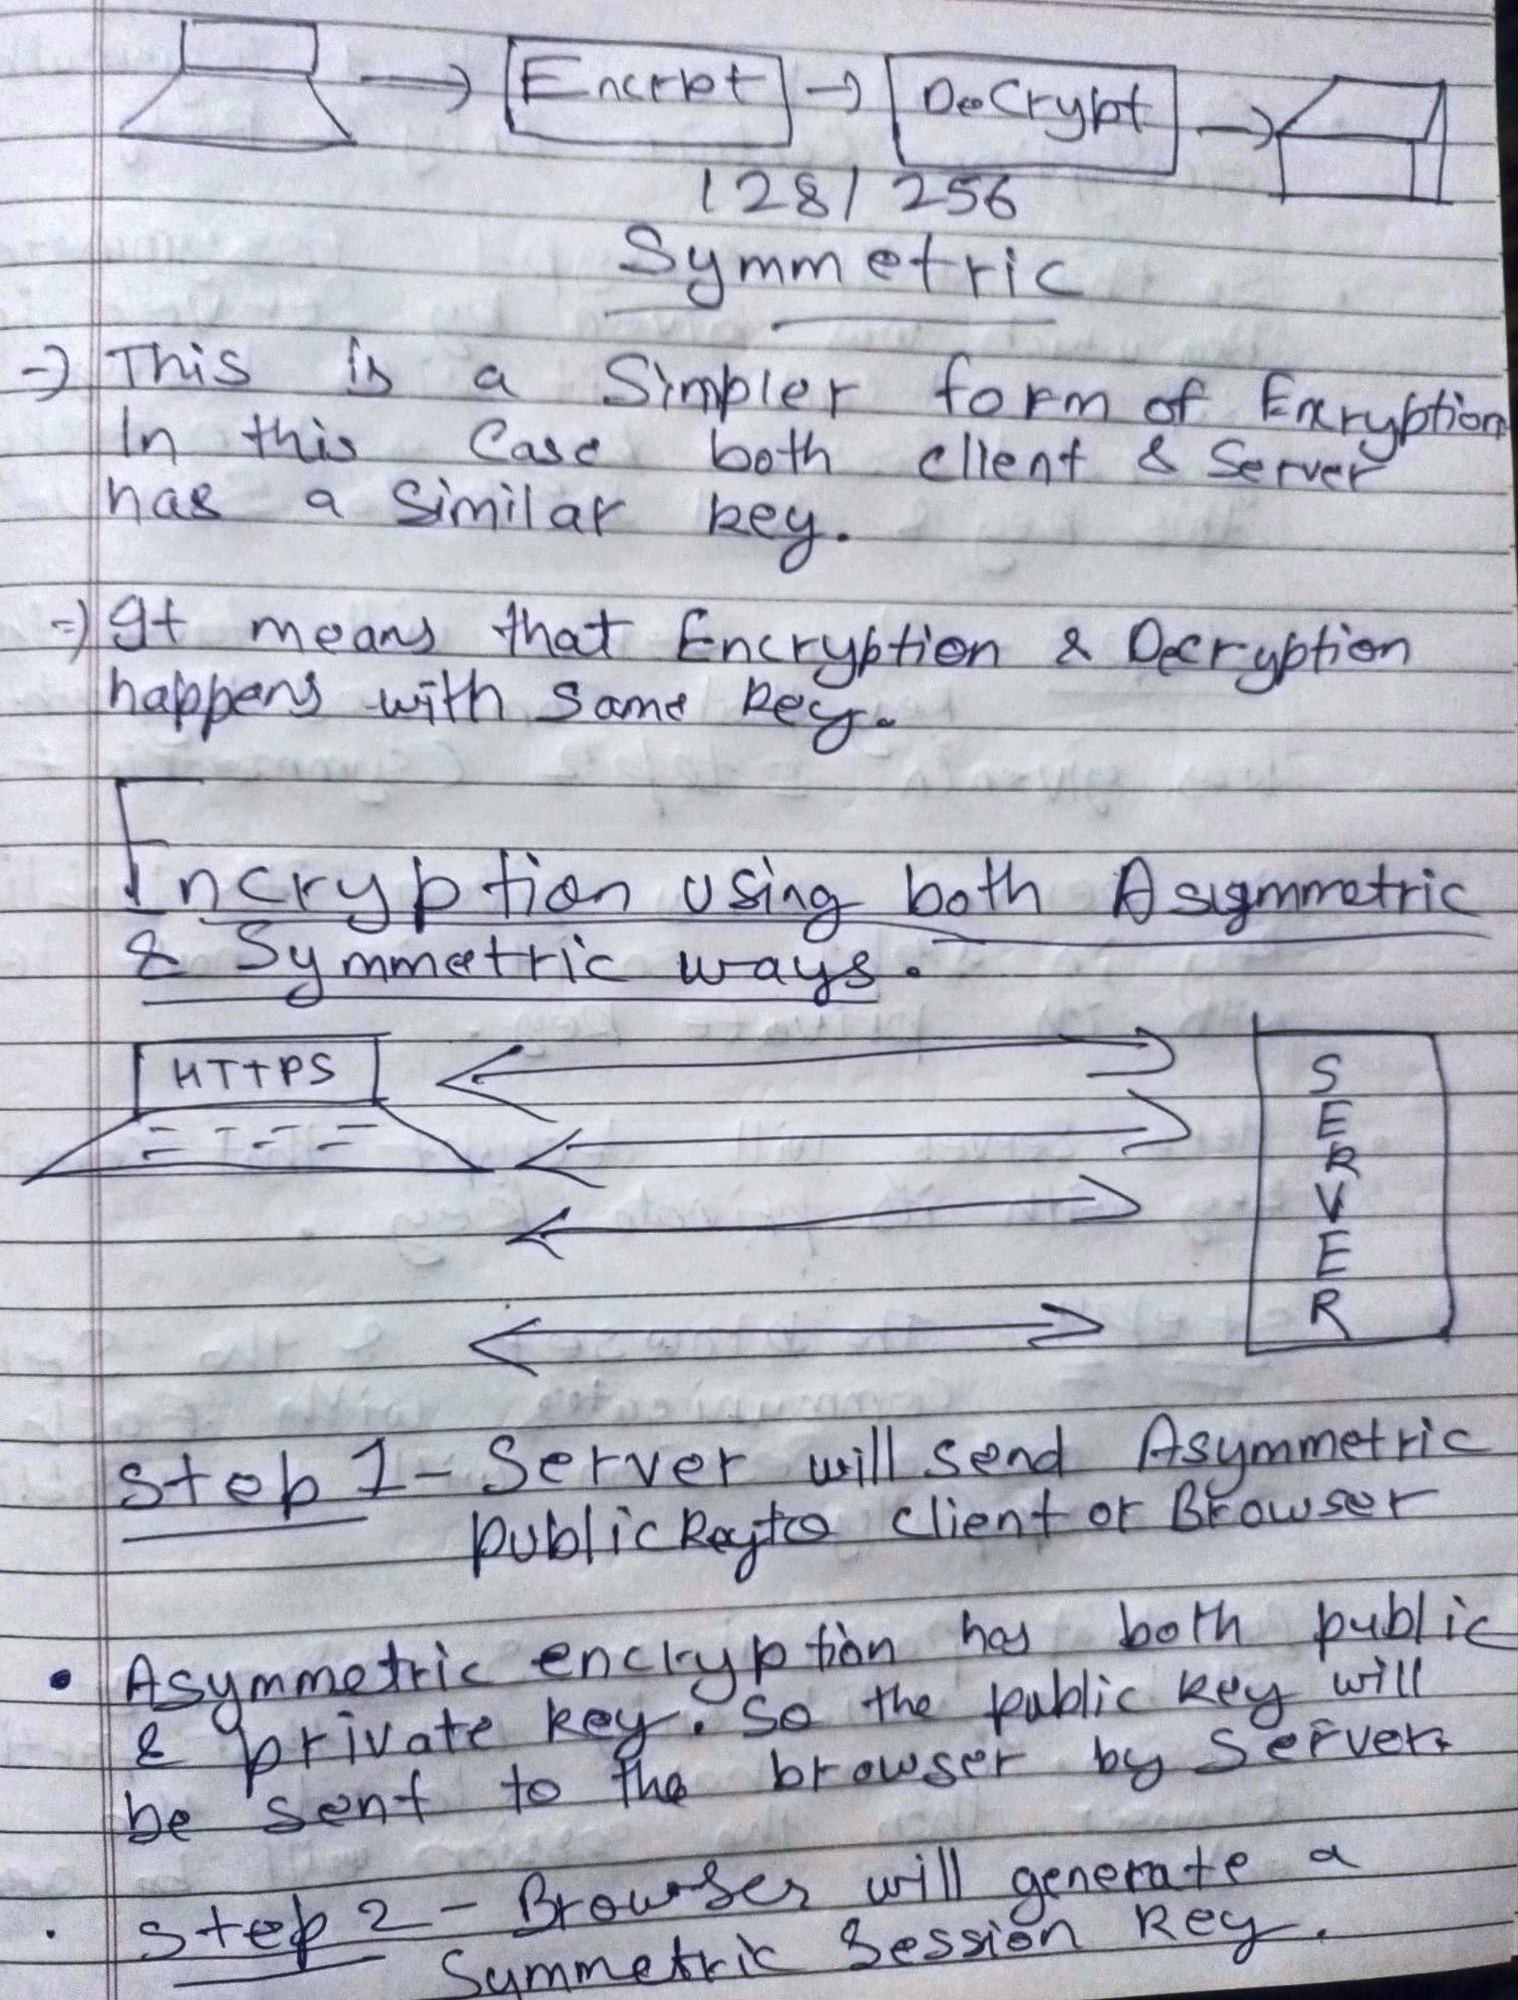 Encrbt → DeCrypt →
128/256
Symmetric
→ This is a Simpler form of Encryption
In this Case both client & Server
has a Similar key.
⇒ It means that Encryption & Decryption
happens with Same key.
Encryption using both Asymmetric
& Symmetric ways.
HTTPS
SERVER
Step 1 - Server will send Asymmetric
public key to client or Browser
• Asymmetric encryption has both public
& private key. So the public key will
be sent to the browser by Server.
• Step 2 - Browser will generate a
Symmetric Session Key.